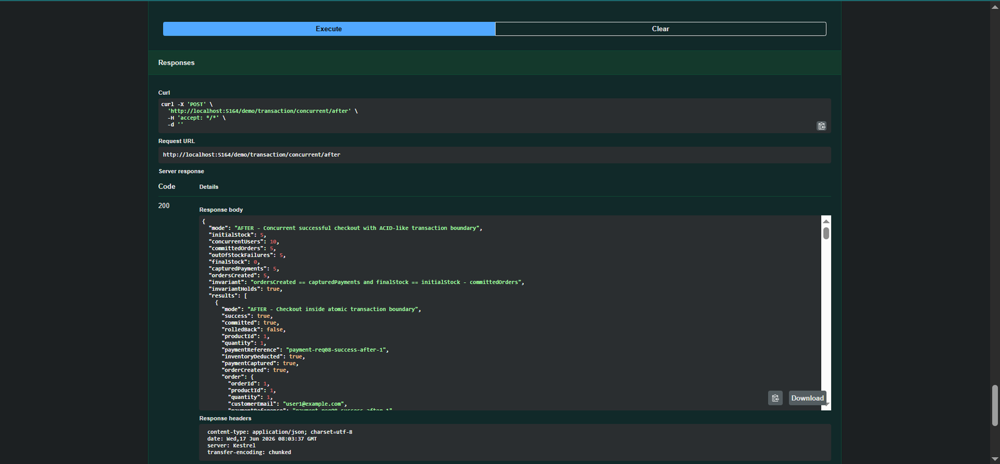 Execute
Clear
Responses
Curl
curl -X 'POST' \
  'http://localhost:5164/demo/transaction/concurrent/after' \
  -H 'accept: */*' \
  -d ''
Request URL
http://localhost:5164/demo/transaction/concurrent/after
Server response
Code Details
200
Response body
{
  "mode": "AFTER - Concurrent successful checkout with ACID-like transaction boundary",
  "initialStock": 5,
  "concurrentUsers": 10,
  "committedOrders": 5,
  "outOfStockFailures": 5,
  "finalStock": 0,
  "capturedPayments": 5,
  "ordersCreated": 5,
  "invariant": "ordersCreated == capturedPayments and finalStock == initialStock - committedOrders",
  "invariantHolds": true,
  "results": [
    {
      "mode": "AFTER - Checkout inside atomic transaction boundary",
      "success": true,
      "committed": true,
      "rolledBack": false,
      "productId": 1,
      "quantity": 1,
      "paymentReference": "payment-req08-success-after-1",
      "inventoryDeducted": true,
      "paymentCaptured": true,
      "orderCreated": true,
      "order": {
        "orderId": 1,
        "productId": 1,
        "quantity": 1,
        "customerEmail": "user1@example.com",
        "paymentReference": "payment-req08-success-after-1",
Download
Response headers
content-type: application/json; charset=utf-8
date: Wed,17 Jun 2026 08:03:37 GMT
server: Kestrel
transfer-encoding: chunked